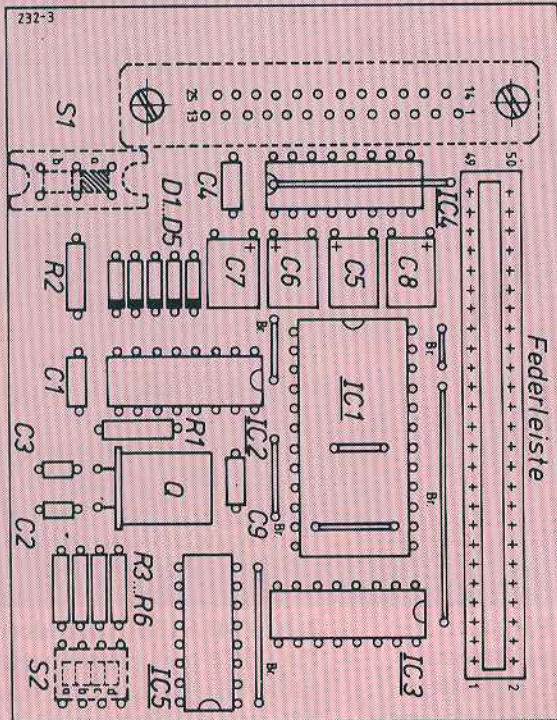 232-3
25
14
13
1
S1
b
a
C4
IC4
49
50
D1...D5
C7
+
C6
+
C5
+
C8
+
R2
Federleiste
Br.
Br.
C1
IC2
IC1
R1
Br.
C3
Q
C9
Br.
C2
R3...R6
IC5
Br.
IC3
S2
1
2